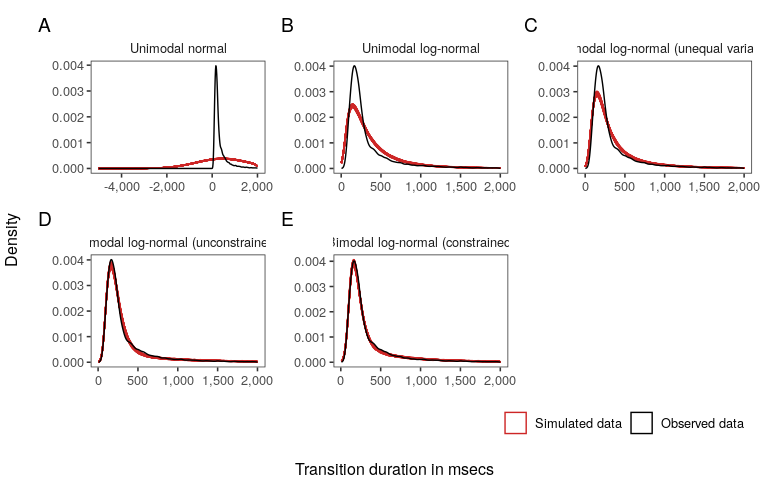 A
Unimodal normal
0.004
0.003
0.002
0.001
0.000
-4,000 -2,000 0 2,000
B
Unimodal log-normal
0.004
0.003
0.002
0.001
0.000
0 500 1,000 1,500 2,000
C
log-normal (unequal varia
0.004
0.003
0.002
0.001
0.000
0 500 1,000 1,500 2,000
D
modal log-normal (unconstraine
0.004
0.003
0.002
0.001
0.000
0 500 1,000 1,500 2,000
E
Bimodal log-normal (constrained
0.004
0.003
0.002
0.001
0.000
0 500 1,000 1,500 2,000
Density
Simulated data Observed data
Transition duration in msecs